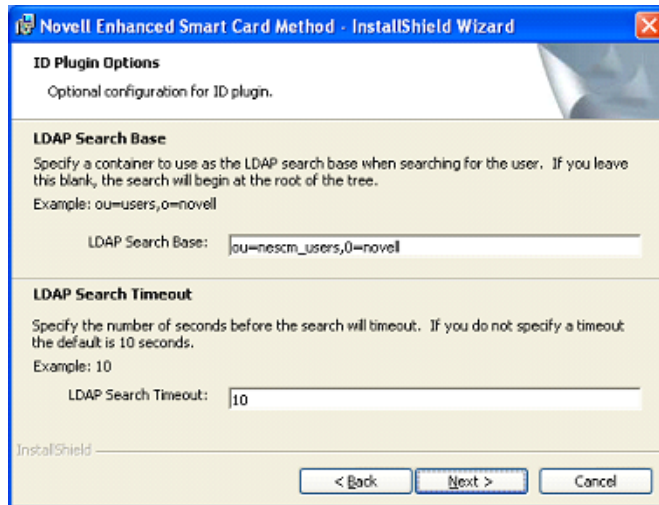 Novell Enhanced Smart Card Method - InstallShield Wizard
ID Plugin Options
Optional configuration for ID plugin.
LDAP Search Base
Specify a container to use as the LDAP search base when searching for the user. If you leave
this blank, the search will begin at the root of the tree.
Example: ou=users,o=novell
LDAP Search Base: ou=nescm_users,0=novell
LDAP Search Timeout
Specify the number of seconds before the search will timeout. If you do not specify a timeout
the default is 10 seconds.
Example: 10
LDAP Search Timeout: 10
InstallShield
< Back Next > Cancel